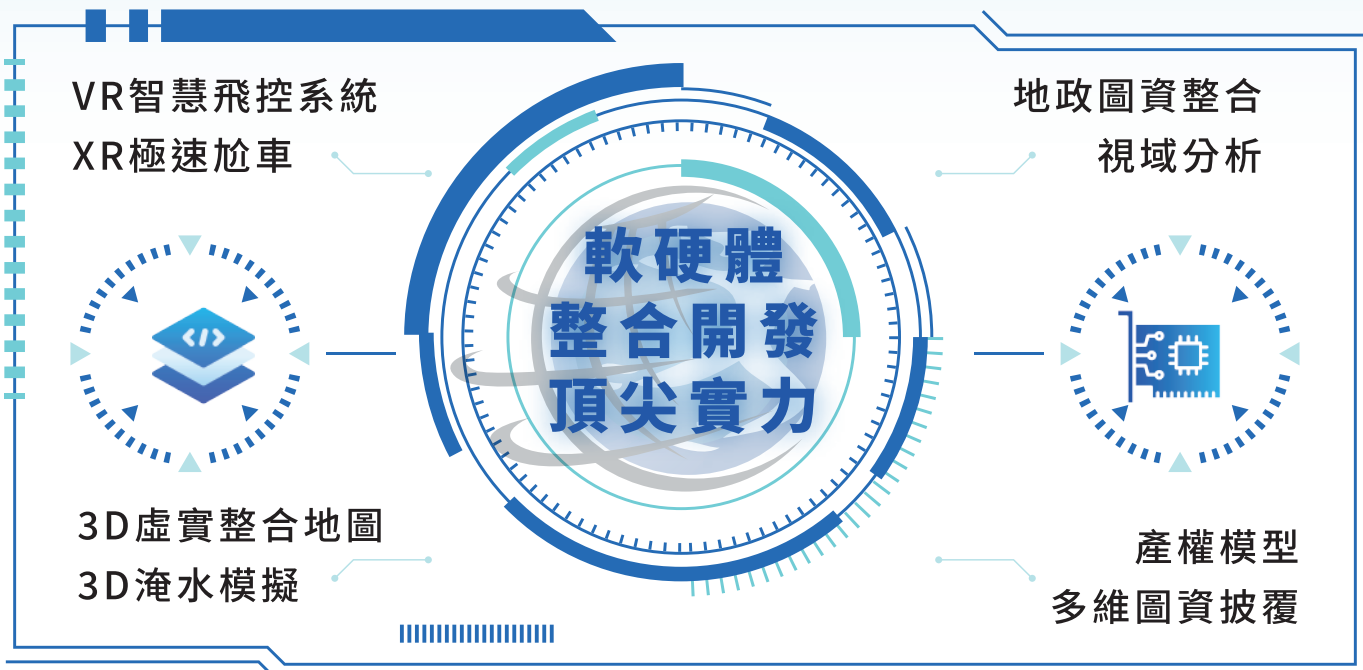 VR智慧飛控系統
XR極速尬車
地政圖資整合
視域分析
軟硬體
整合開發
頂尖實力
3D虛實整合地圖
3D淹水模擬
產權模型
多維圖資披覆